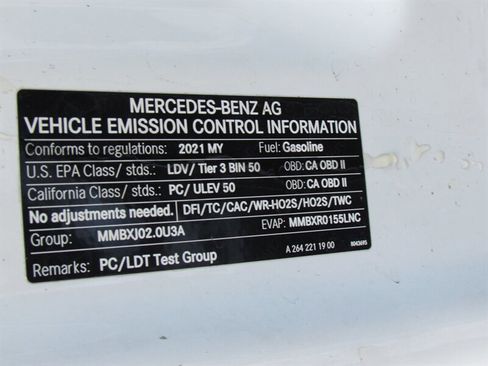 MERCEDES-BENZ AG
VEHICLE EMISSION CONTROL INFORMATION
Conforms to regulations: 2021 MY Fuel: Gasoline
U.S. EPA Class/ stds.: LDV/ Tier 3 BIN 50 OBD: CA OBD II
California Class/ stds.: PC/ ULEV 50 OBD: CA OBD II
No adjustments needed. DFI/TC/CAC/WR-HO2S/HO2S/TWC
Group: MMBXJ02.0U3A EVAP: MMBXR0155LNC
A 264 221 19 00 8043695
Remarks: PC/LDT Test Group